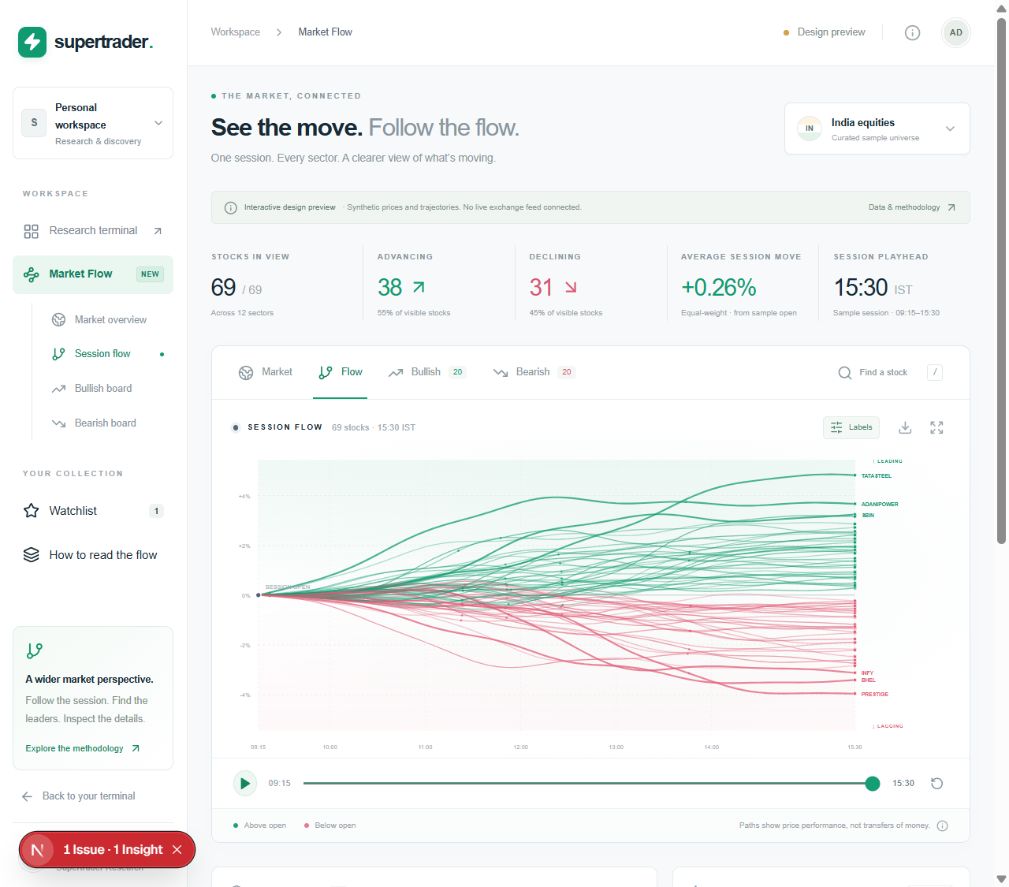 supertrader.
Workspace > Market Flow
Design preview
AD
S
Personal workspace
Research & discovery
WORKSPACE
Research terminal
Market Flow
NEW
Market overview
Session flow
Bullish board
Bearish board
YOUR COLLECTION
Watchlist
1
How to read the flow
A wider market perspective.
Follow the session. Find the
leaders. Inspect the details.
Explore the methodology
Back to your terminal
N 1 Issue · 1 Insight
Supertrader Research
THE MARKET, CONNECTED
See the move. Follow the flow.
One session. Every sector. A clearer view of what's moving.
IN
India equities
Curated sample universe
Interactive design preview · Synthetic prices and trajectories. No live exchange feed connected.
Data & methodology
STOCKS IN VIEW
69 / 69
Across 12 sectors
ADVANCING
38
55% of visible stocks
DECLINING
31
45% of visible stocks
AVERAGE SESSION MOVE
+0.26%
Equal-weight · from sample open
SESSION PLAYHEAD
15:30 IST
Sample session · 09:15–15:30
Market
Flow
Bullish 20
Bearish 20
Find a stock /
SESSION FLOW 69 stocks · 15:30 IST
Labels
LEADING
+4%
+2%
0%
-2%
-4%
SESSION OPEN
TATASTEEL
ADANIPOWER
INFY
BHEL
PRESTIGE
LAGGING
09:15 10:00 11:00 12:00 13:00 14:00 15:30
09:15
15:30
Above open
Below open
Paths show price performance, not transfers of money.